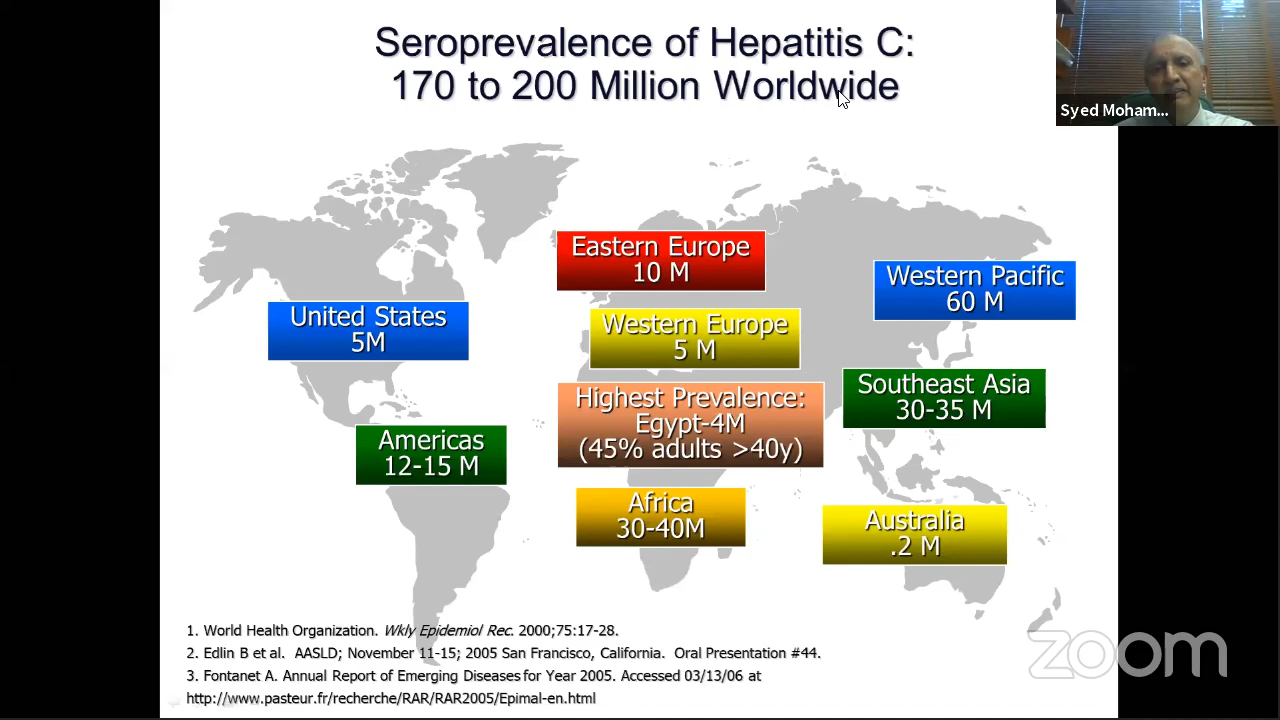 Seroprevalence of Hepatitis C:
170 to 200 Million Worldwide
Syed Moham...
Eastern Europe
10 M
Western Pacific
60 M
United States
5M
Western Europe
5 M
Southeast Asia
30-35 M
Highest Prevalence:
Egypt-4M
(45% adults >40y)
Americas
12-15 M
Africa
30-40M
Australia
.2 M
1. World Health Organization. Wkly Epidemiol Rec. 2000;75:17-28.
2. Edlin B et al. AASLD; November 11-15; 2005 San Francisco, California. Oral Presentation #44.
3. Fontanet A. Annual Report of Emerging Diseases for Year 2005. Accessed 03/13/06 at
http://www.pasteur.fr/recherche/RAR/RAR2005/Epimal-en.html
zoom